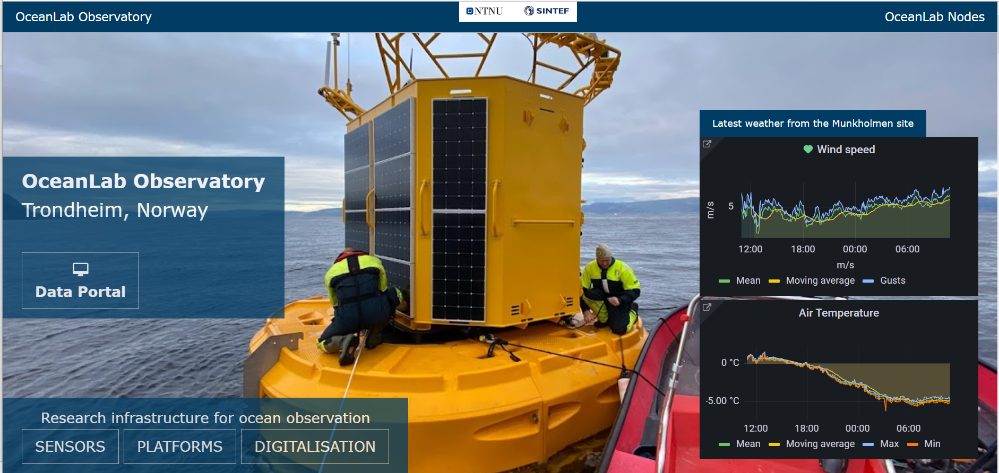 OceanLab Observatory
NTNU
SINTEF
OceanLab Nodes
OceanLab Observatory
Trondheim, Norway
Data Portal
Research infrastructure for ocean observation
SENSORS
PLATFORMS
DIGITALISATION
Latest weather from the Munkholmen site
Wind speed
m/s
5
12:00 18:00 00:00 06:00
m/s
Mean Moving average Gusts
Air Temperature
0 °C
-5.00 °C
12:00 18:00 00:00 06:00
Mean Moving average Max Min